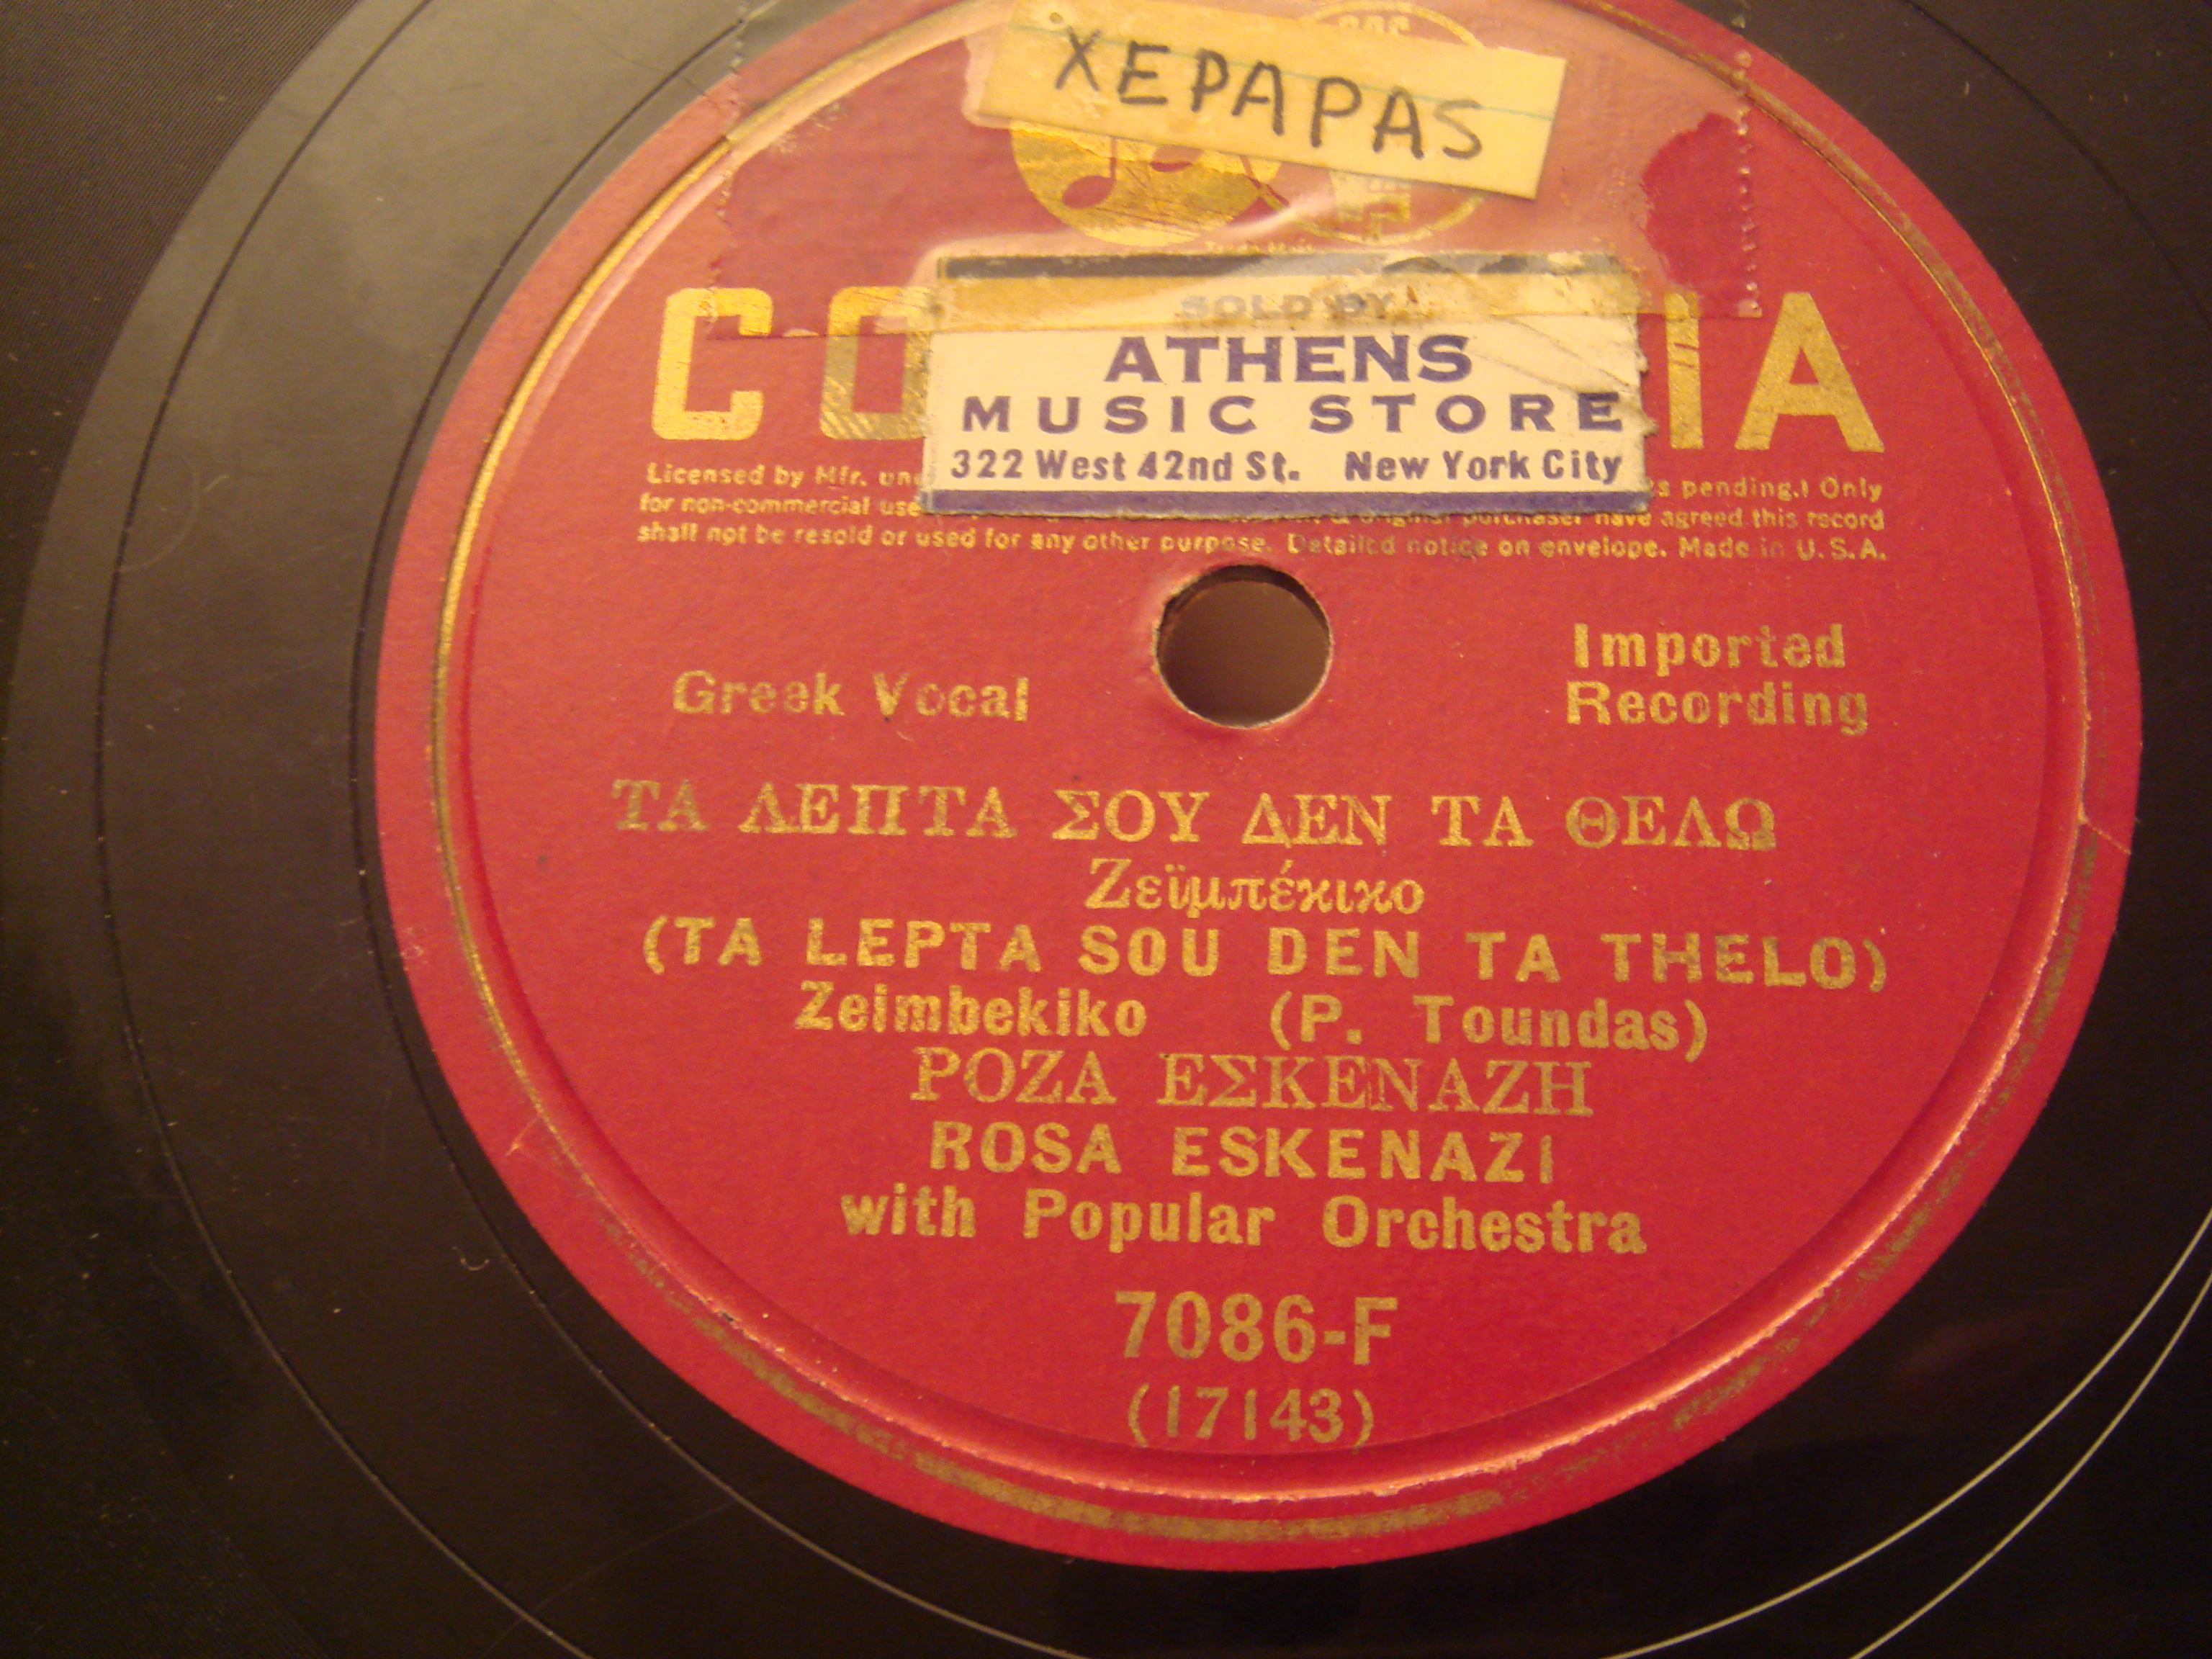 XEPAPAS
SOLD BY
ATHENS
MUSIC STORE
322 West 42nd St. New York City
CO IA
Licensed by Mfr. pending.) Only
for non-commercial use original purchaser have agreed this record
shall not be resold or used for any other purpose. Detailed notice on envelope. Made in U.S.A.
Greek Vocal
Imported
Recording
ΤΑ ΛΕΠΤΑ ΣΟΥ ΔΕΝ ΤΑ ΘΕΛΩ
Ζεϊμπέκικο
(TA LEPTA SOU DEN TA THELO)
Zeimbekiko (P. Toundas)
ΡΟΖΑ ΕΣΚΕΝΑΖΗ
ROSA ESKENAZI
with Popular Orchestra
7086-F
(17143)